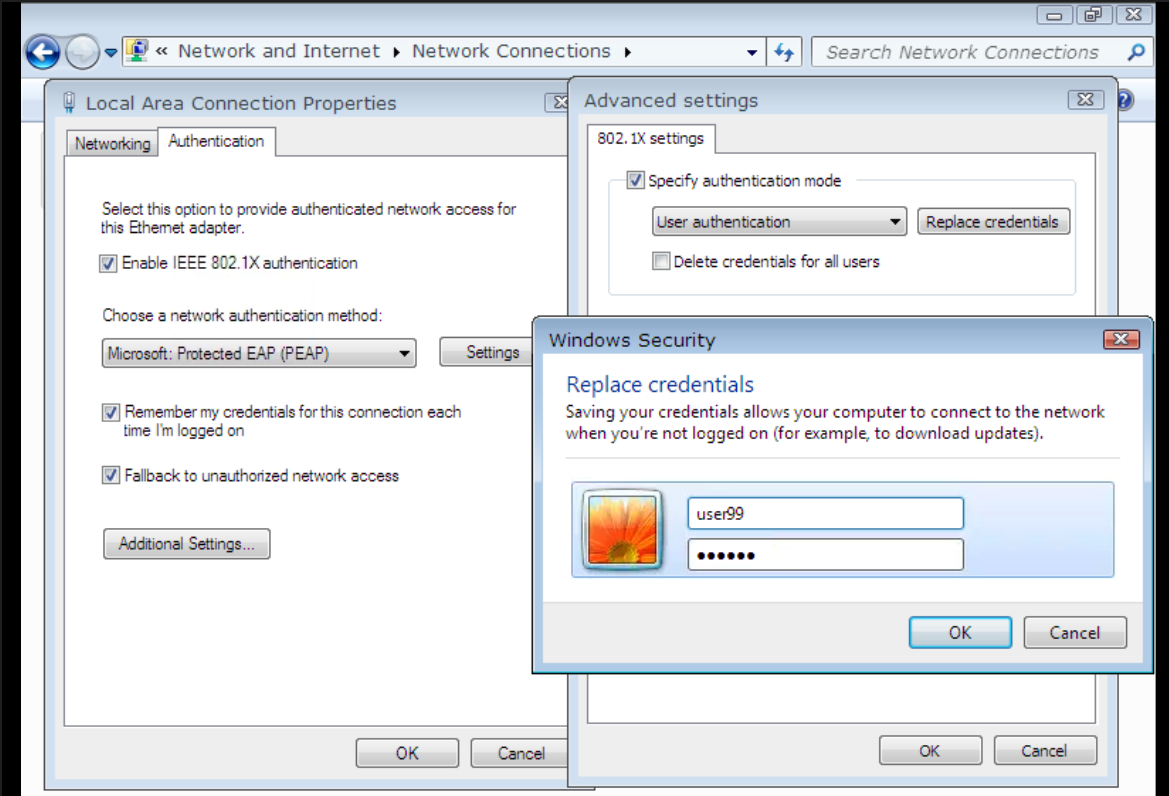 « Network and Internet ▸ Network Connections ▸
Search Network Connections
Local Area Connection Properties
Networking
Authentication
Select this option to provide authenticated network access for
this Ethernet adapter.
Enable IEEE 802.1X authentication
Choose a network authentication method:
Microsoft: Protected EAP (PEAP)
Settings
Remember my credentials for this connection each
time I'm logged on
Fallback to unauthorized network access
Additional Settings...
OK
Cancel
Advanced settings
802.1X settings
Specify authentication mode
User authentication
Replace credentials
Delete credentials for all users
Windows Security
Replace credentials
Saving your credentials allows your computer to connect to the network
when you're not logged on (for example, to download updates).
user99
••••••
OK
Cancel
OK
Cancel